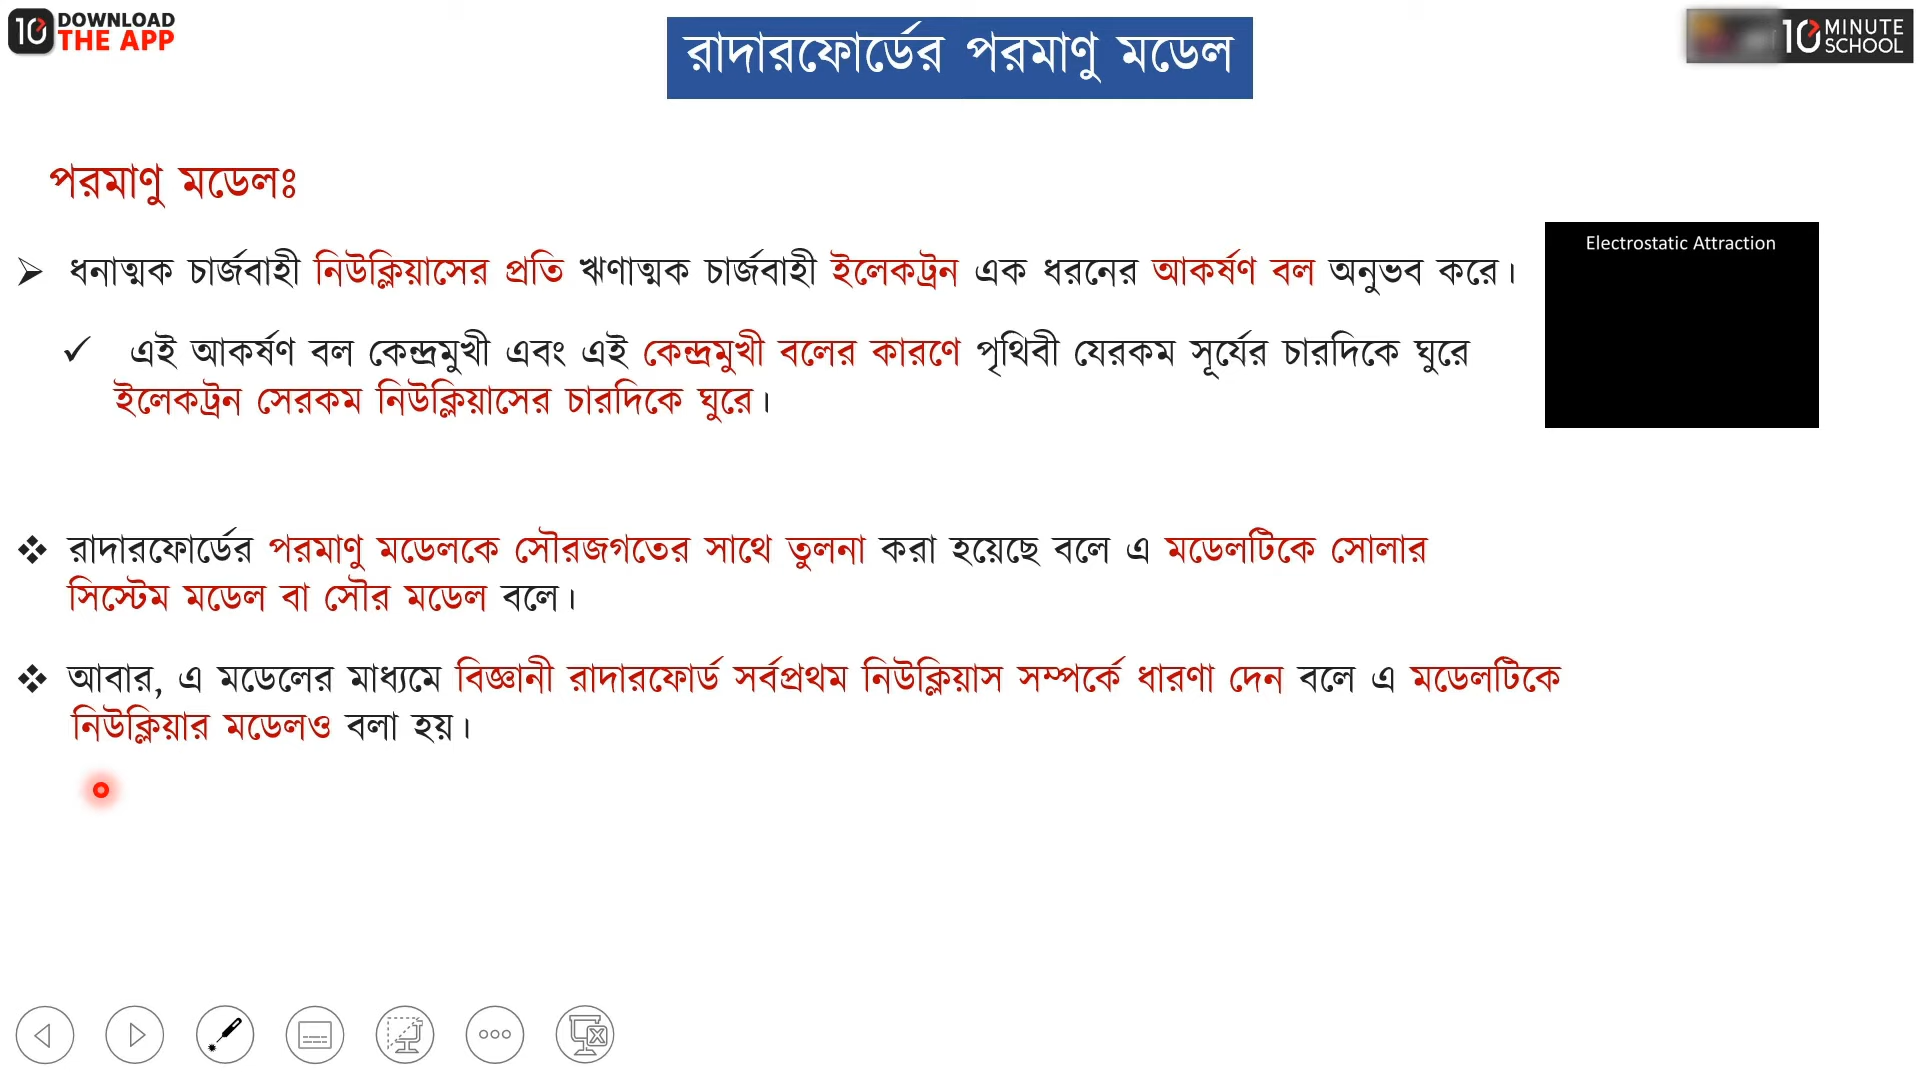 10 DOWNLOAD
THE APP
রাদারফোর্ডের পরমাণু মডেল
10 MINUTE
SCHOOL
পরমাণু মডেলঃ
➢ ধনাত্মক চার্জবাহী নিউক্লিয়াসের প্রতি ঋণাত্মক চার্জবাহী ইলেকট্রন এক ধরনের আকর্ষণ বল অনুভব করে।
Electrostatic Attraction
✓ এই আকর্ষণ বল কেন্দ্রমুখী এবং এই কেন্দ্রমুখী বলের কারণে পৃথিবী যেরকম সূর্যের চারদিকে ঘুরে
ইলেকট্রন সেরকম নিউক্লিয়াসের চারদিকে ঘুরে।
❖ রাদারফোর্ডের পরমাণু মডেলকে সৌরজগতের সাথে তুলনা করা হয়েছে বলে এ মডেলটিকে সোলার
সিস্টেম মডেল বা সৌর মডেল বলে।
❖ আবার, এ মডেলের মাধ্যমে বিজ্ঞানী রাদারফোর্ড সর্বপ্রথম নিউক্লিয়াস সম্পর্কে ধারণা দেন বলে এ মডেলটিকে
নিউক্লিয়ার মডেলও বলা হয়।